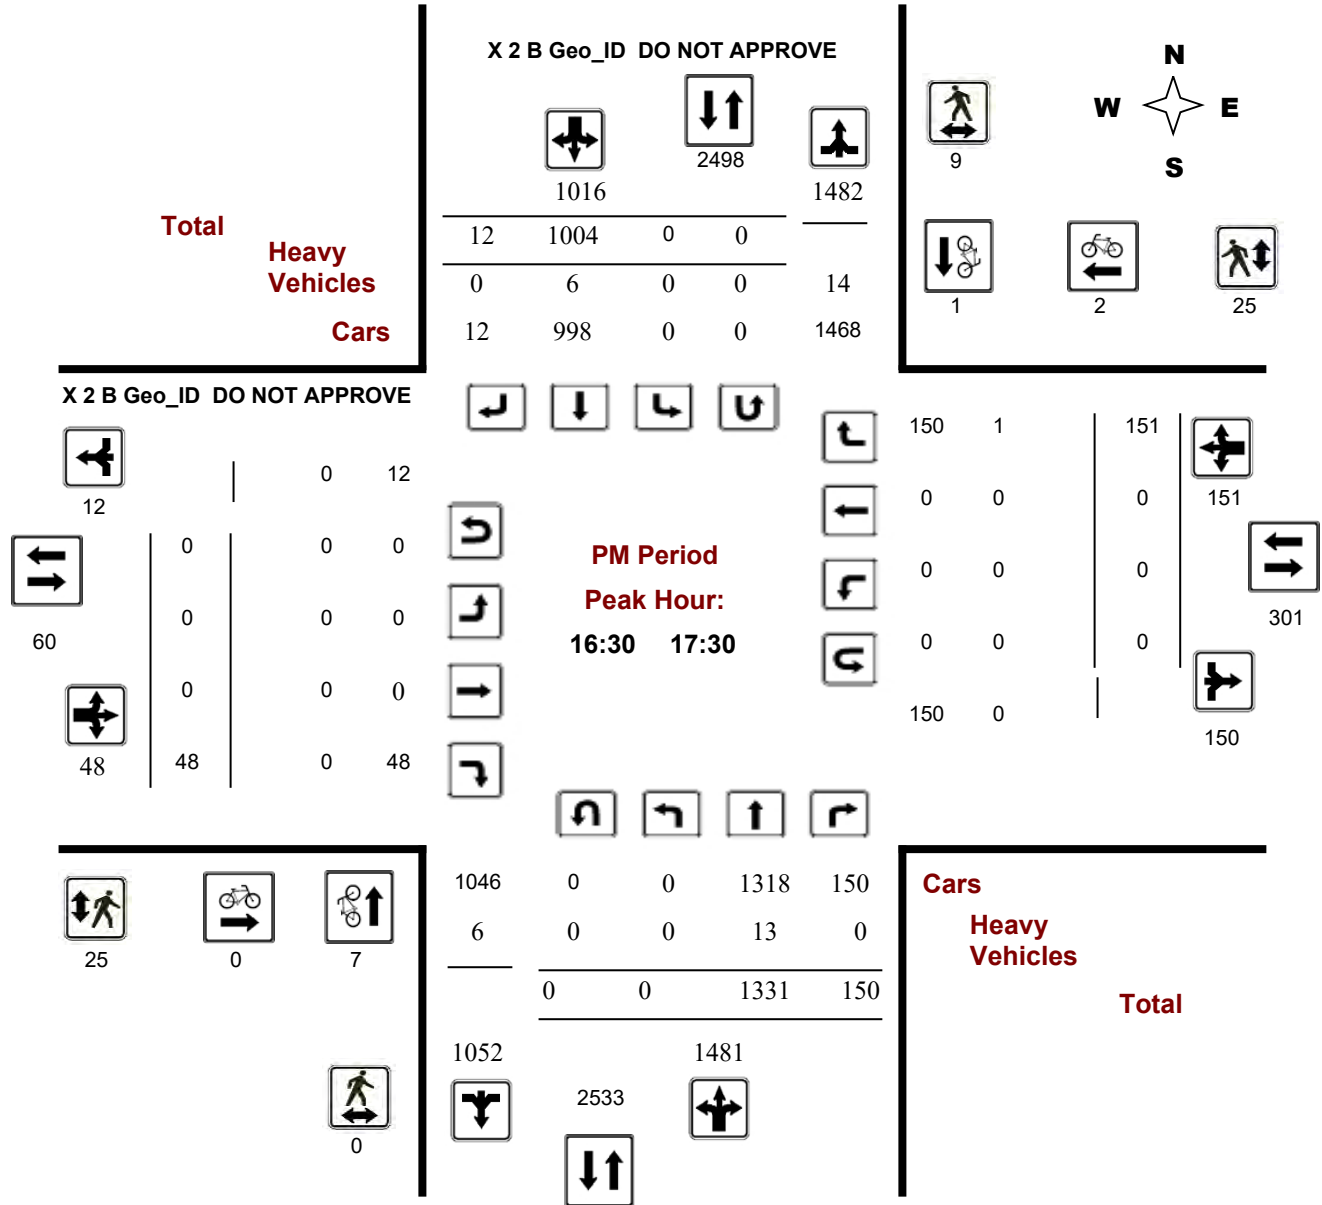 X 2 B Geo_ID DO NOT APPROVE
N
W E
S
2498
9
1016 1482
Total
12 1004 0 0
Heavy
Vehicles
0 6 0 0 14
1 2 25
Cars
12 998 0 0 1468
X 2 B Geo_ID DO NOT APPROVE
150 1 151
0 12
12
0 0 0 151
0 0 0
PM Period
0 0 0
Peak Hour:
0 0 0
301
60
16:30 17:30
0 0 0
0 0 0
150 0
150
48
48 0 48
1046 0 0 1318 150
Cars
6 0 0 13 0
Heavy
Vehicles
25 0 7
0 0 1331 150
Total
1052 1481
2533
0